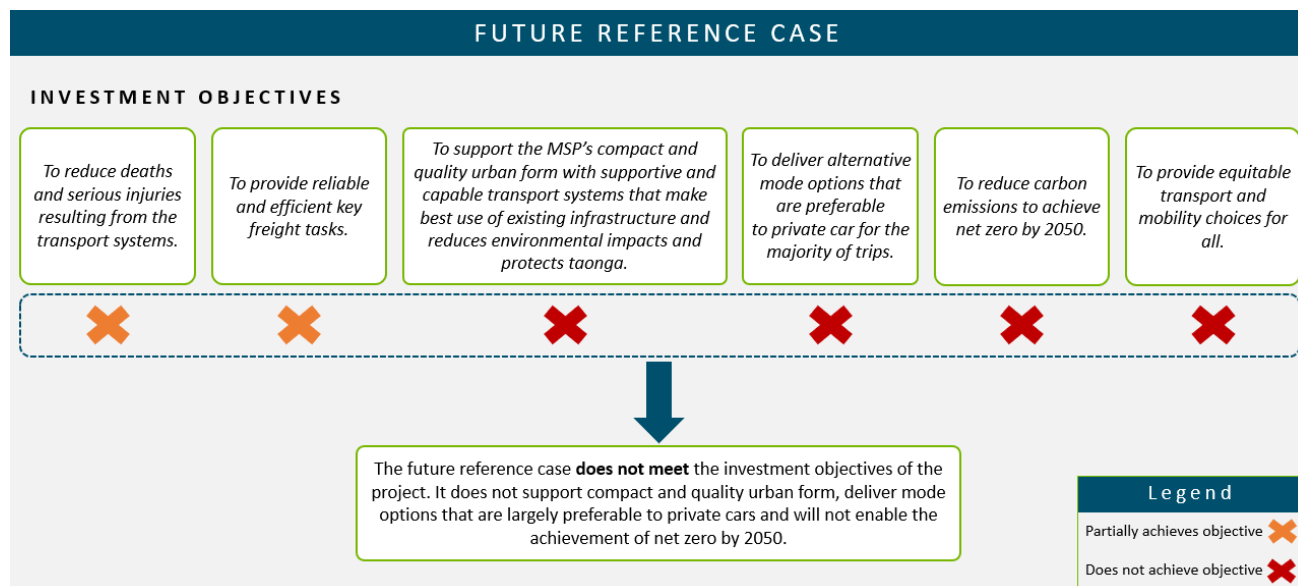 FUTURE REFERENCE CASE
INVESTMENT OBJECTIVES
To reduce deaths
and serious injuries
resulting from the
transport systems.
To provide reliable
and efficient key
freight tasks.
To support the MSP's compact and
quality urban form with supportive and
capable transport systems that make
best use of existing infrastructure and
reduces environmental impacts and
protects taonga.
To deliver alternative
mode options that
are preferable
to private car for the
majority of trips.
To reduce carbon
emissions to achieve
net zero by 2050.
To provide equitable
transport and
mobility choices for
all.
The future reference case does not meet the investment objectives of the
project. It does not support compact and quality urban form, deliver mode
options that are largely preferable to private cars and will not enable the
achievement of net zero by 2050.
Legend
Partially achieves objective
Does not achieve objective